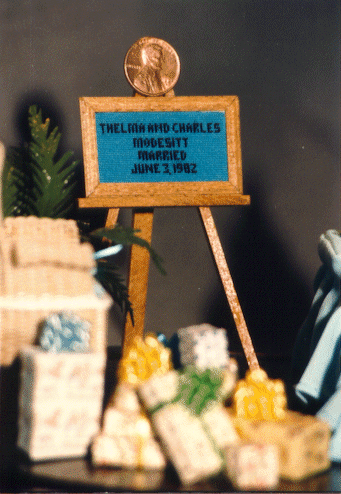 THELMA AND CHARLES
MODESITT
MARRIED
JUNE 3, 1982